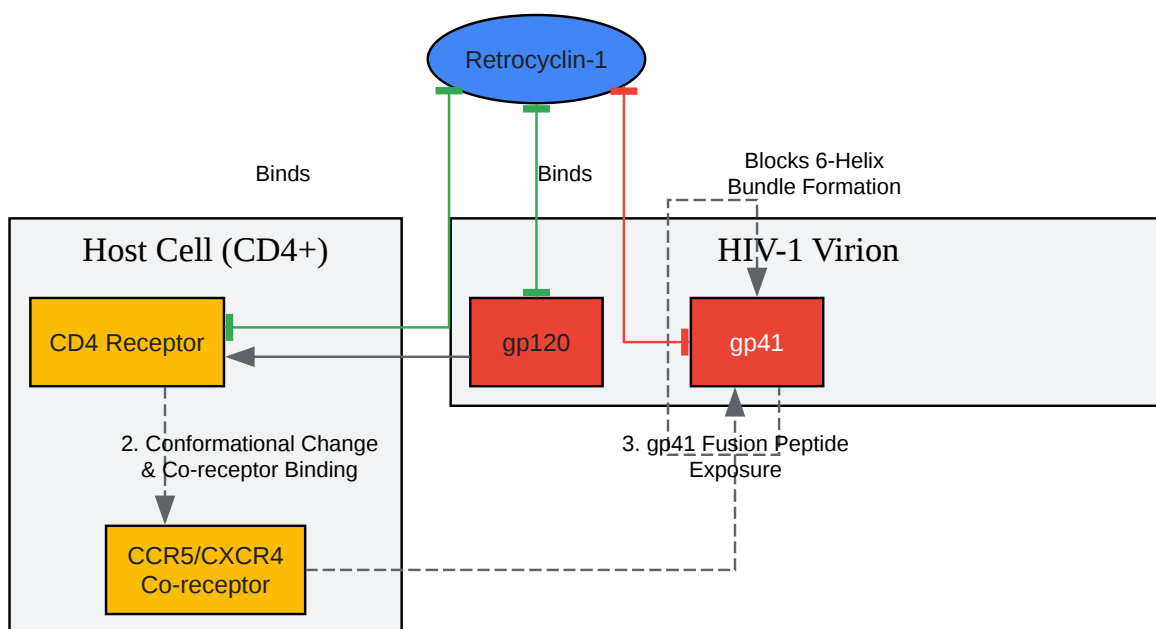 Retrocyclin-1
Binds
Binds
Blocks 6-Helix
Bundle Formation
Host Cell (CD4+)
HIV-1 Virion
CD4 Receptor
gp120
gp41
2. Conformational Change
& Co-receptor Binding
3. gp41 Fusion Peptide
Exposure
CCR5/CXCR4
Co-receptor